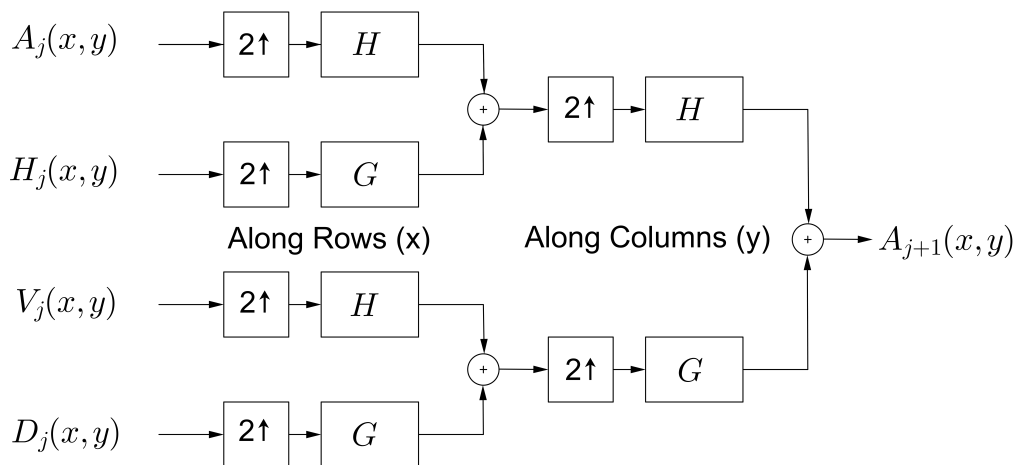 A_j(x, y) 2↑ H
+ 2↑ H
H_j(x, y) 2↑ G
Along Rows (x) Along Columns (y) + A_{j+1}(x, y)
V_j(x, y) 2↑ H
+ 2↑ G
D_j(x, y) 2↑ G